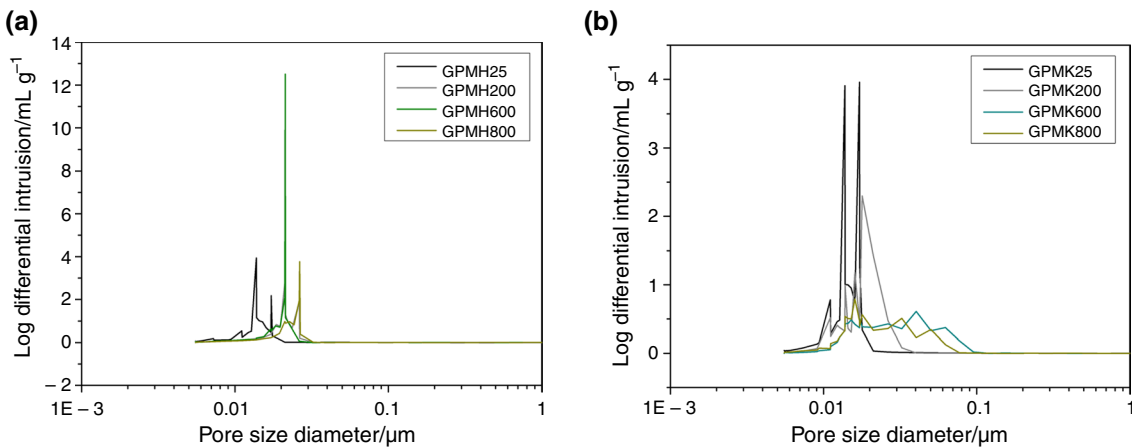 (a)
Log differential intruision/mL g⁻¹
14
12
10
8
6
4
2
0
−2
1E−3
0.01
0.1
1
Pore size diameter/μm
GPMH25
GPMH200
GPMH600
GPMH800
(b)
Log differential intruision/mL g⁻¹
4
3
2
1
0
1E−3
0.01
0.1
1
Pore size diameter/μm
GPMK25
GPMK200
GPMK600
GPMK800